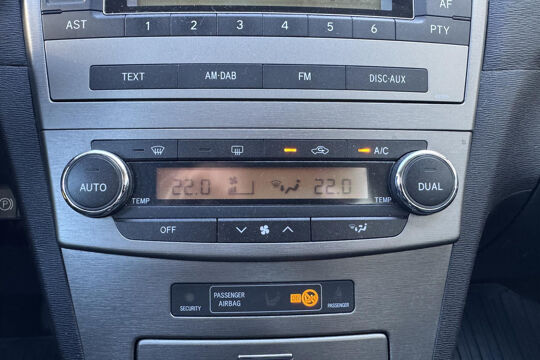 AST 1 2 3 4 5 6 PTY
AF
TEXT AM·DAB FM DISC·AUX
A/C
AUTO 22.0 22.0 DUAL
TEMP TEMP
OFF
PASSENGER
AIRBAG
SECURITY PASSENGER
OFF